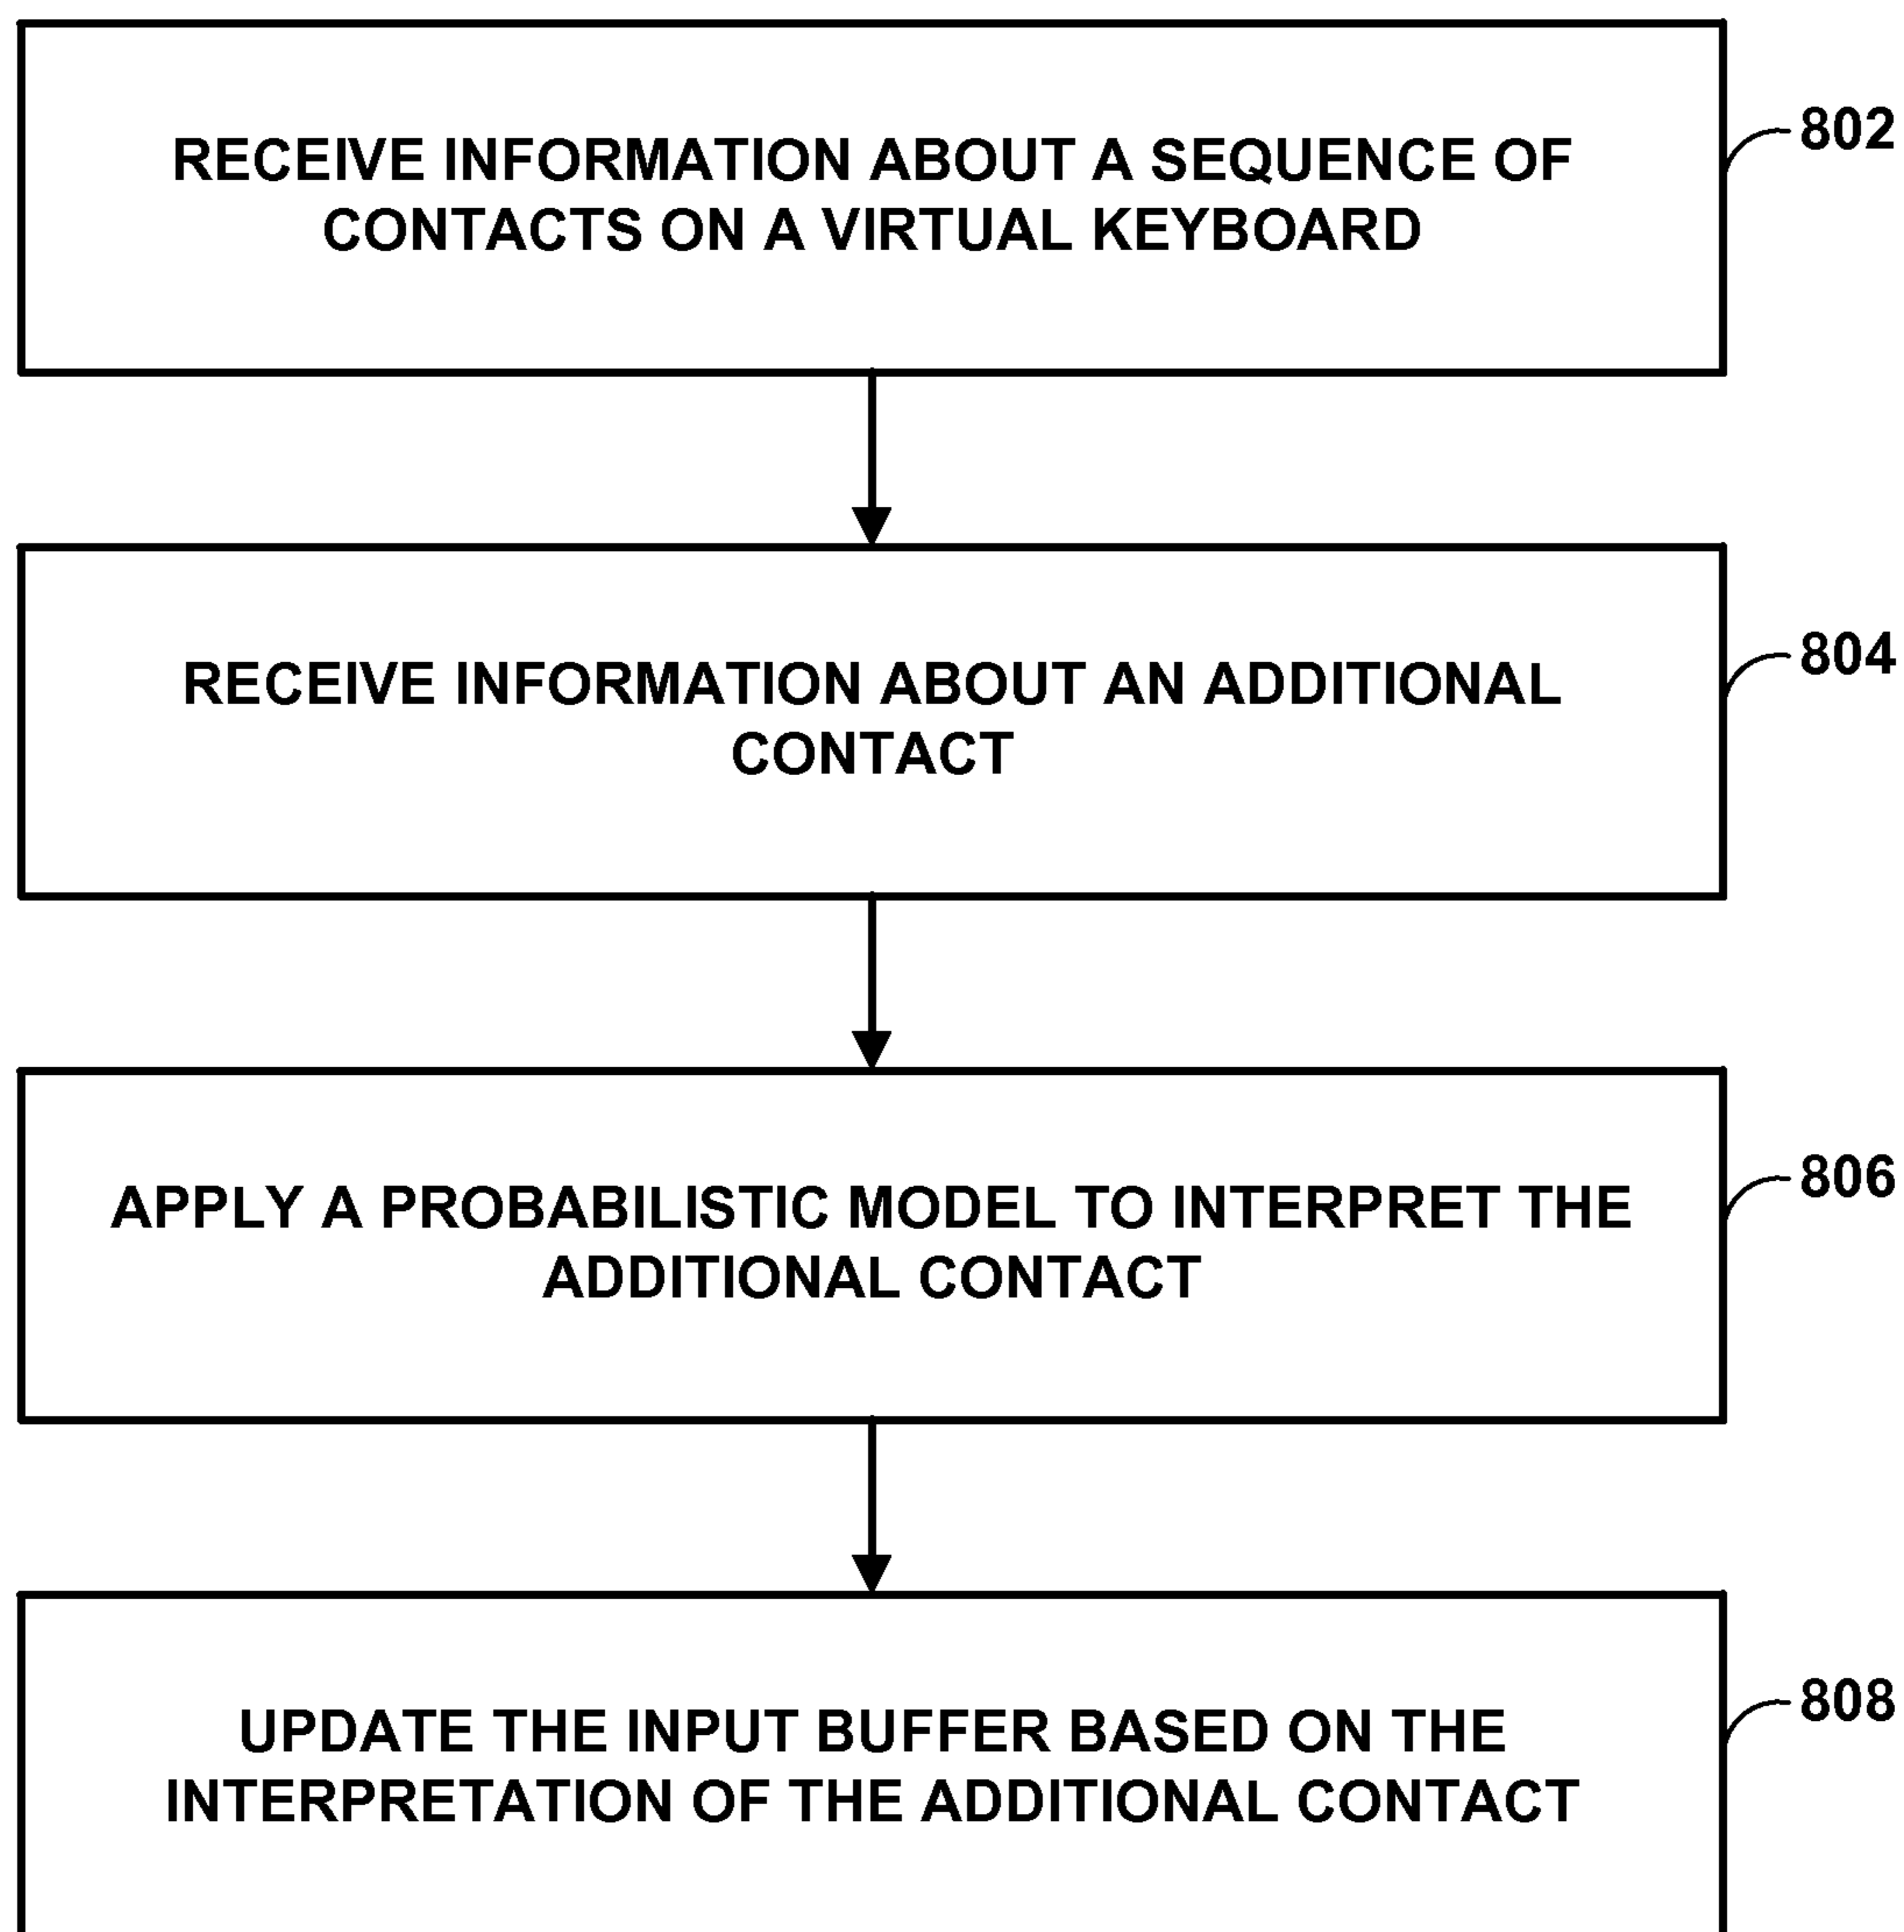 RECEIVE INFORMATION ABOUT A SEQUENCE OF
CONTACTS ON A VIRTUAL KEYBOARD
802
RECEIVE INFORMATION ABOUT AN ADDITIONAL
CONTACT
804
APPLY A PROBABILISTIC MODEL TO INTERPRET THE
ADDITIONAL CONTACT
806
UPDATE THE INPUT BUFFER BASED ON THE
INTERPRETATION OF THE ADDITIONAL CONTACT
808